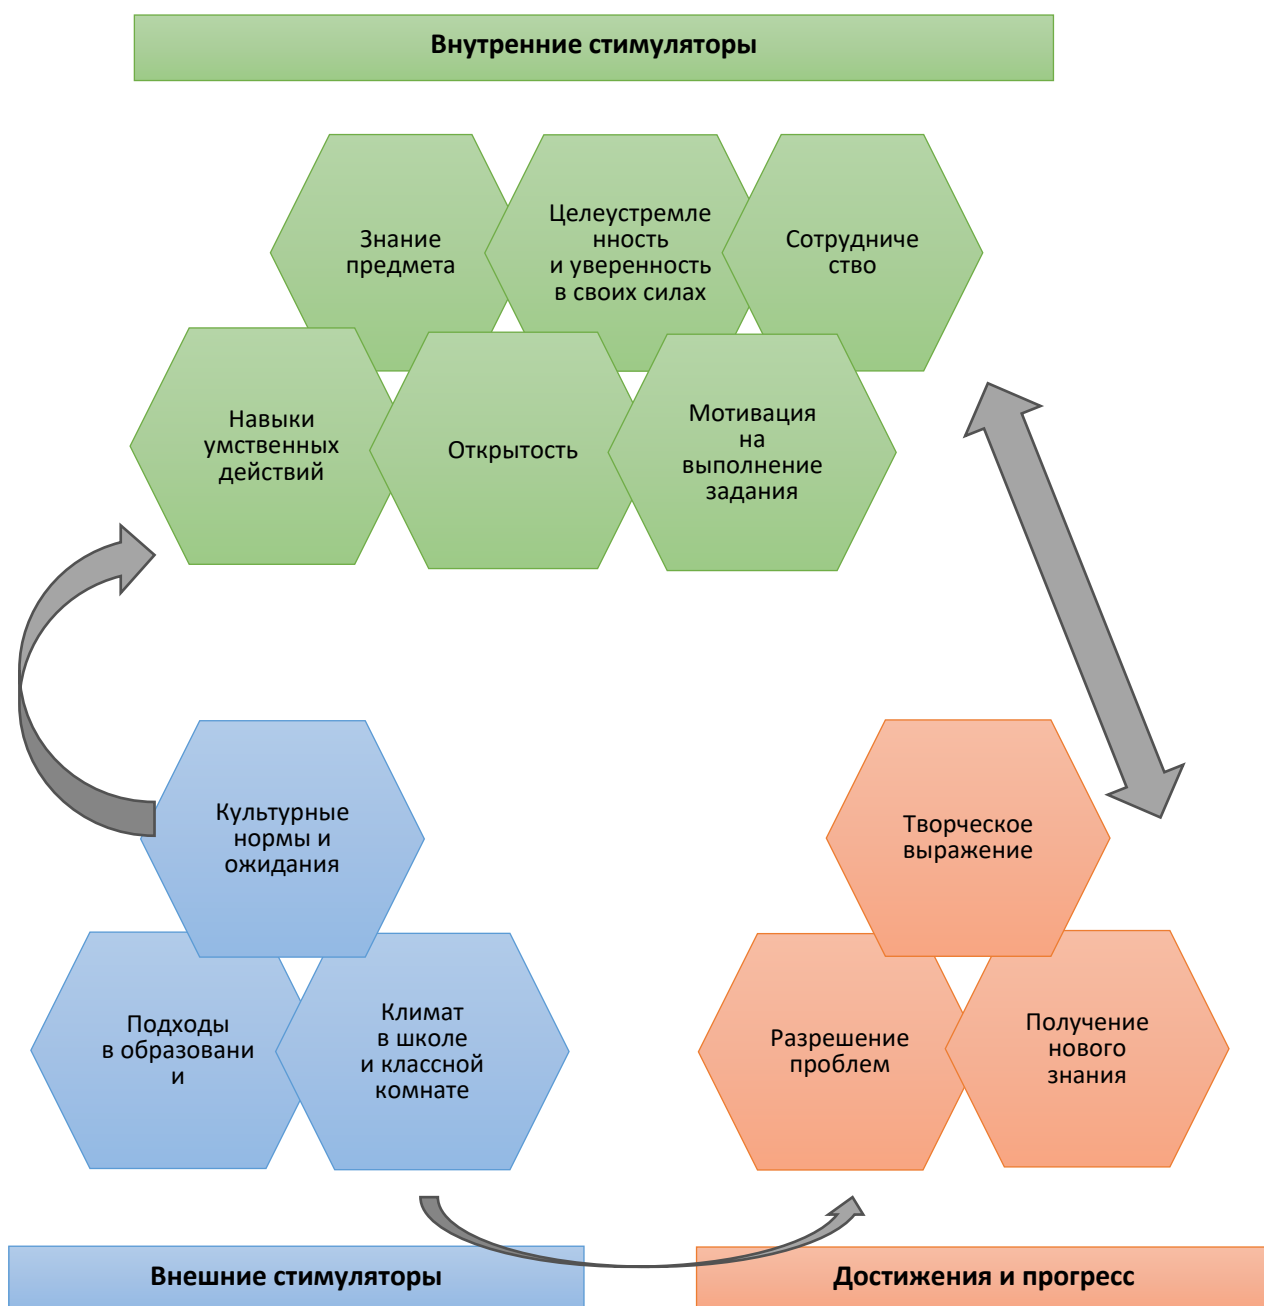 Внутренние стимуляторы
Знание
предмета
Целеустремле
нность
и уверенность
в своих силах
Сотрудниче
ство
Навыки
умственных
действий
Открытость
Мотивация
на
выполнение
задания
Культурные
нормы и
ожидания
Подходы
в образовани
и
Климат
в школе
и классной
комнате
Творческое
выражение
Разрешение
проблем
Получение
нового
знания
Внешние стимуляторы
Достижения и прогресс